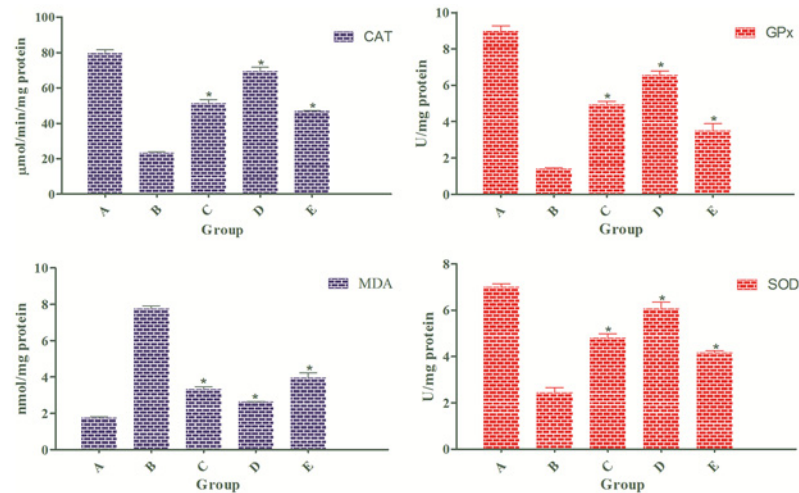 CAT
μmol/min/mg protein
100
80
60
40
20
0
* * *
A B C D E
Group
GPx
U/mg protein
10
8
6
4
2
0
* * *
A B C D E
Group
MDA
nmol/mg protein
10
8
6
4
2
0
* * *
A B C D E
Group
SOD
U/mg protein
8
6
4
2
0
* * *
A B C D E
Group